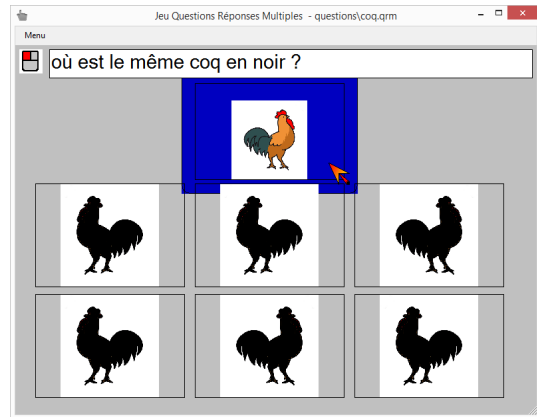 Jeu Questions Réponses Multiples - questions\coq.qrm
Menu
où est le même coq en noir ?